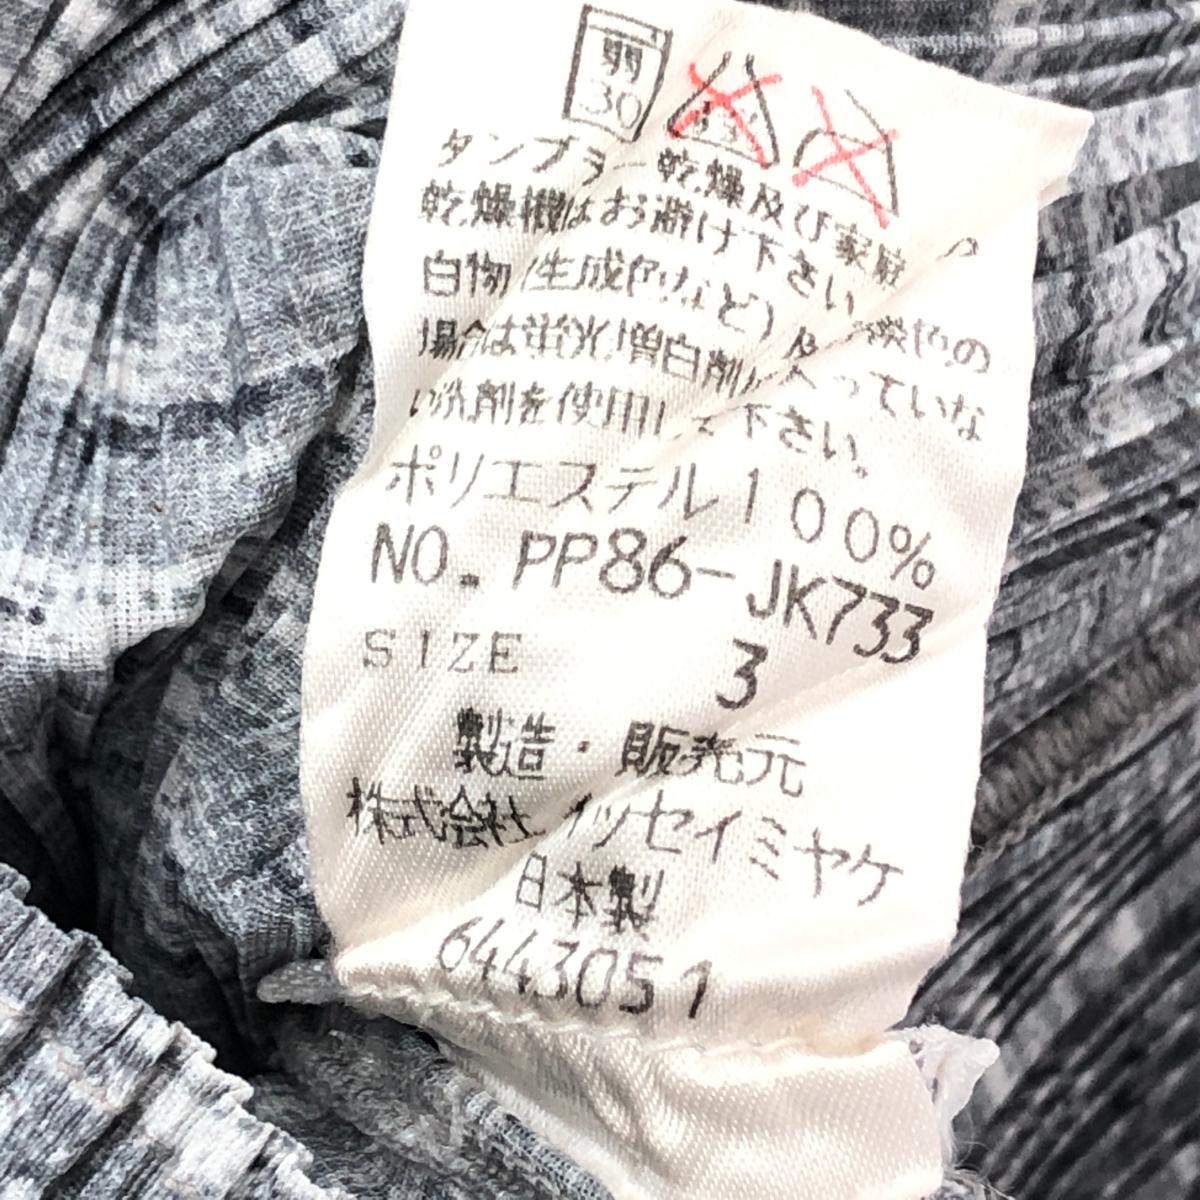 弱
30
タンブラー乾燥及び家庭
乾燥機はお避け下さい
白物(生成色など)及 淡色の
場合は蛍光増白剤が入っていな
い洗剤を使用して下さい。
ポリエステル100%
NO. PP86-JK733
SIZE 3
製造・販売元
株式会社 イッセイミヤケ
日本製
6443051